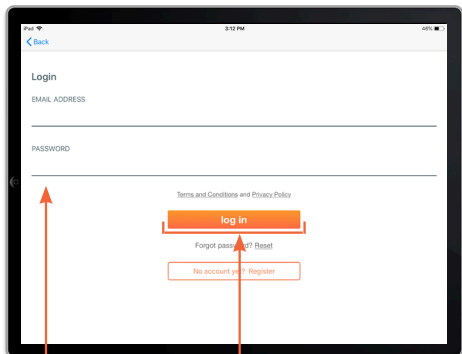 iPad 3:12 PM 46%
Back
Login
EMAIL ADDRESS
PASSWORD
Terms and Conditions and Privacy Policy
log in
Forgot password? Reset
No account yet? Register